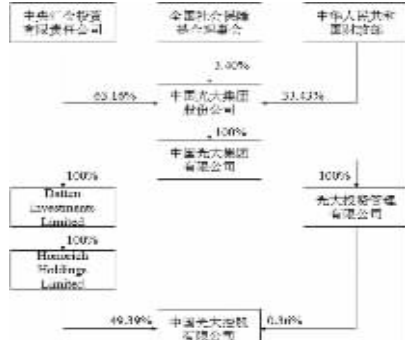 中央汇金投资
有限责任公司
全国社会保障
基金理事会
中华人民共和
国财政部
3.40%
63.16%
中国光大集团
股份公司
33.43%
100%
中国光大集团
有限公司
100%
100%
Datten
Investments
Limited
光大投资管理
有限公司
100%
Honorich
Holdings
Limited
49.39%
中国光大控股
有限公司
0.36%